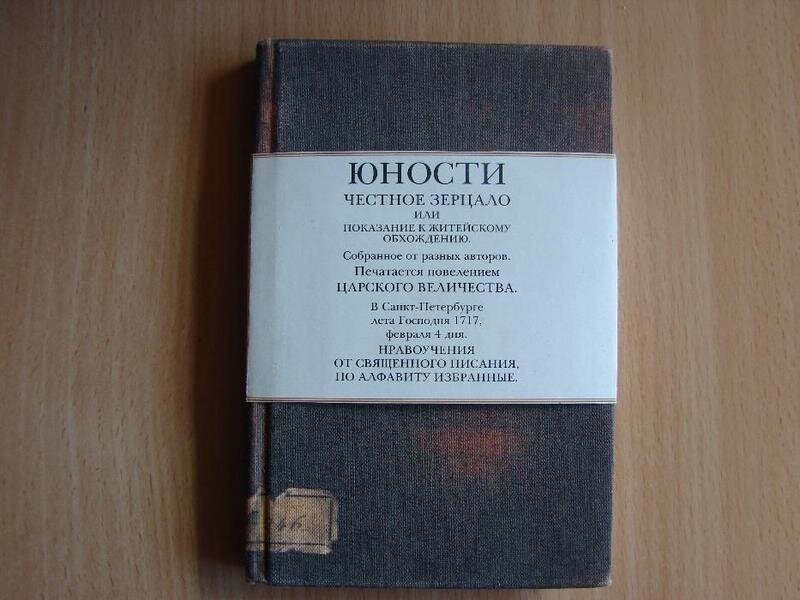 ЮНОСТИ
ЧЕСТНОЕ ЗЕРЦАЛО
ИЛИ
ПОКАЗАНИЕ К ЖИТЕЙСКОМУ
ОБХОЖДЕНИЮ.
Собранное от разных авторов.
Печатается повелением
ЦАРСКОГО ВЕЛИЧЕСТВА.
В Санкт-Петербурге
лета Господня 1717,
февраля 4 дня.
НРАВОУЧЕНИЯ
ОТ СВЯЩЕННОГО ПИСАНИЯ,
ПО АЛФАВИТУ ИЗБРАННЫЕ.